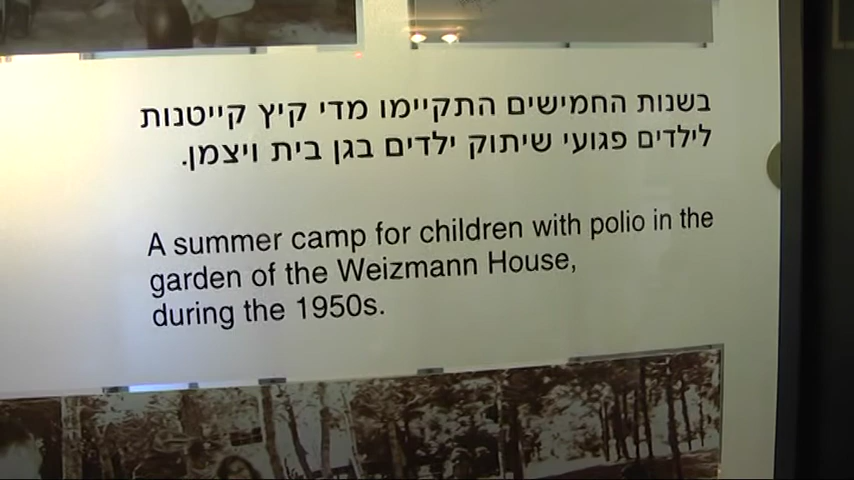 בשנות החמישים התקיימו מדי קיץ קייטנות
לילדים פגועי שיתוק ילדים בגן בית ויצמן.
A summer camp for children with polio in the
garden of the Weizmann House,
during the 1950s.